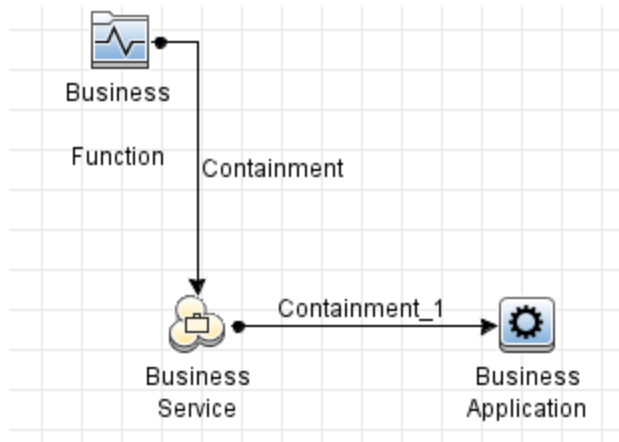 Business
Function
Containment
Containment_1
Business
Service
Business
Application